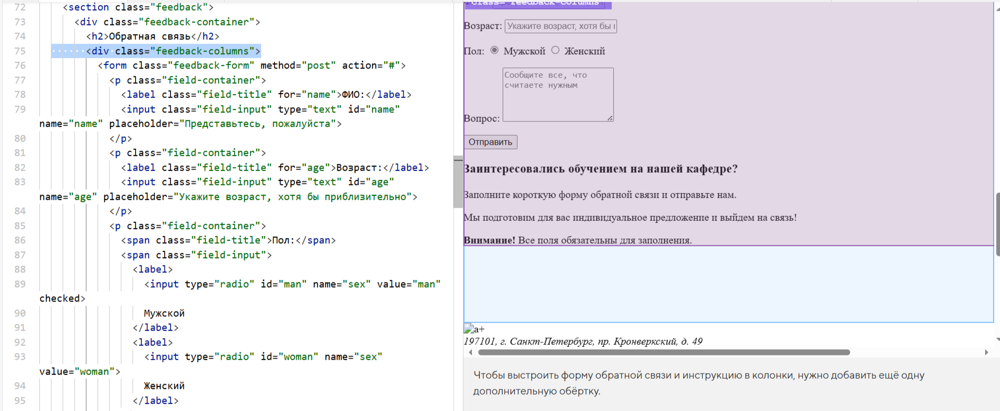 72 <section class="feedback">
73 <div class="feedback-container">
74 <h2>Обратная связь</h2>
75 <div class="feedback-columns">
76 <form class="feedback-form" method="post" action="#">
77 <p class="field-container">
78 <label class="field-title" for="name">ФИО:</label>
79 <input class="field-input" type="text" id="name"
name="name" placeholder="Представьтесь, пожалуйста">
80 </p>
81 <p class="field-container">
82 <label class="field-title" for="age">Возраст:</label>
83 <input class="field-input" type="text" id="age"
name="age" placeholder="Укажите возраст, хотя бы приблизительно">
84 </p>
85 <p class="field-container">
86 <span class="field-title">Пол:</span>
87 <span class="field-input">
88 <label>
89 <input type="radio" id="man" name="sex" value="man"
checked>
90 Мужской
91 </label>
92 <label>
93 <input type="radio" id="woman" name="sex"
value="woman">
94 Женский
95 </label>
class="feedback-columns"
Возраст: Укажите возраст, хотя бы
Пол: Мужской Женский
Сообщите все, что
считаете нужным
Вопрос:
Отправить
Заинтересовались обучением на нашей кафедре?
Заполните короткую форму обратной связи и отправьте нам.
Мы подготовим для вас индивидуальное предложение и выйдем на связь!
Внимание! Все поля обязательны для заполнения.
a+
197101, г. Санкт-Петербург, пр. Кронверкский, д. 49
Чтобы выстроить форму обратной связи и инструкцию в колонки, нужно добавить ещё одну
дополнительную обёртку.